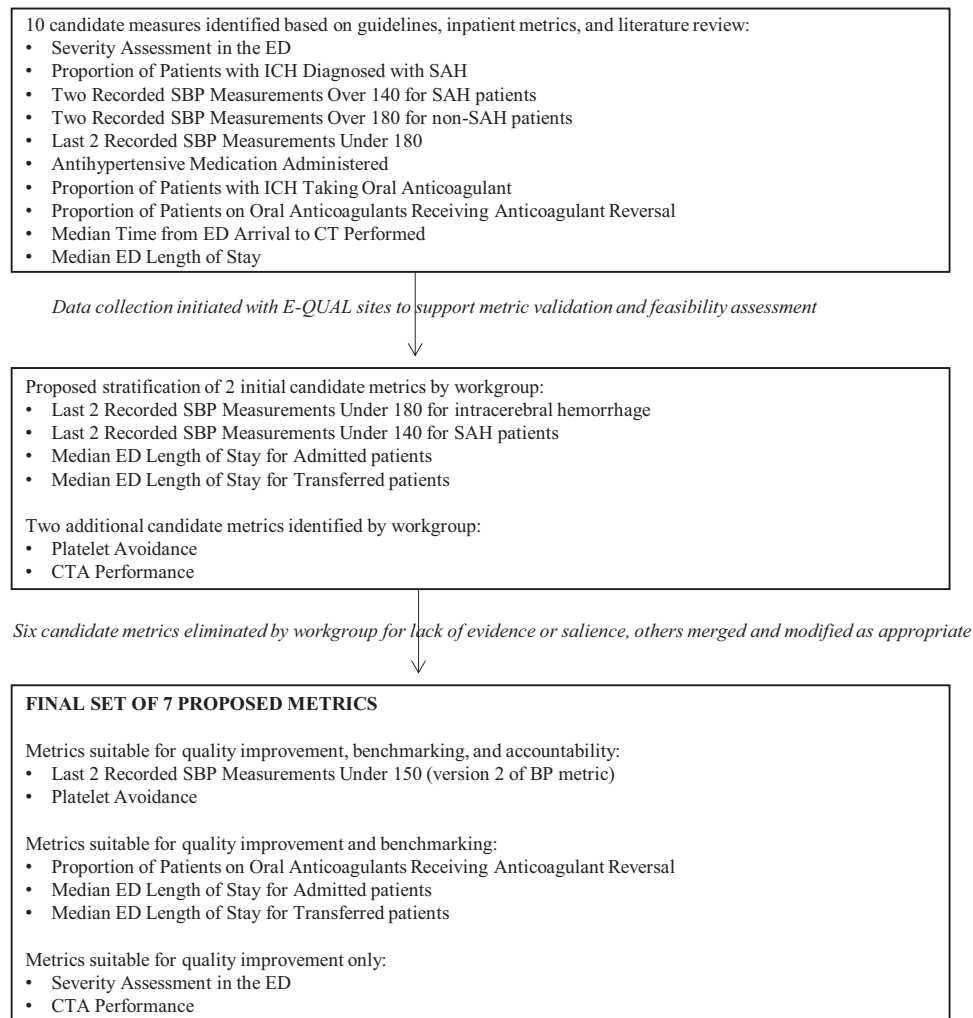 10 candidate measures identified based on guidelines, inpatient metrics, and literature review:
• Severity Assessment in the ED
• Proportion of Patients with ICH Diagnosed with SAH
• Two Recorded SBP Measurements Over 140 for SAH patients
• Two Recorded SBP Measurements Over 180 for non-SAH patients
• Last 2 Recorded SBP Measurements Under 180
• Antihypertensive Medication Administered
• Proportion of Patients with ICH Taking Oral Anticoagulant
• Proportion of Patients on Oral Anticoagulants Receiving Anticoagulant Reversal
• Median Time from ED Arrival to CT Performed
• Median ED Length of Stay
Data collection initiated with E-QUAL sites to support metric validation and feasibility assessment
Proposed stratification of 2 initial candidate metrics by workgroup:
• Last 2 Recorded SBP Measurements Under 180 for intracerebral hemorrhage
• Last 2 Recorded SBP Measurements Under 140 for SAH patients
• Median ED Length of Stay for Admitted patients
• Median ED Length of Stay for Transferred patients
Two additional candidate metrics identified by workgroup:
• Platelet Avoidance
• CTA Performance
Six candidate metrics eliminated by workgroup for lack of evidence or salience, others merged and modified as appropriate
FINAL SET OF 7 PROPOSED METRICS
Metrics suitable for quality improvement, benchmarking, and accountability:
• Last 2 Recorded SBP Measurements Under 150 (version 2 of BP metric)
• Platelet Avoidance
Metrics suitable for quality improvement and benchmarking:
• Proportion of Patients on Oral Anticoagulants Receiving Anticoagulant Reversal
• Median ED Length of Stay for Admitted patients
• Median ED Length of Stay for Transferred patients
Metrics suitable for quality improvement only:
• Severity Assessment in the ED
• CTA Performance